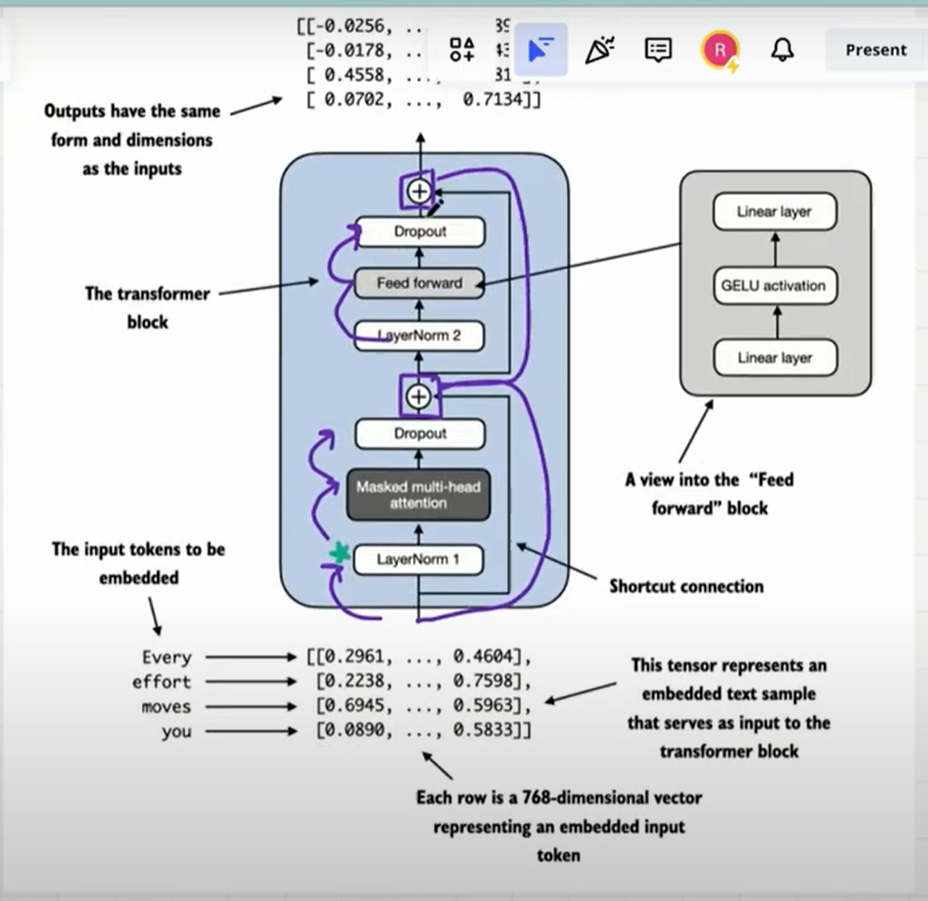 [[-0.0256, ..
[-0.0178, ..
[ 0.4558, ....
31
[ 0.0702, ..., 0.7134]]
R
Present
Outputs have the same
form and dimensions
as the inputs
Dropout
Feed forward
LayerNorm 2
The transformer
block
Linear layer
GELU activation
Linear layer
Dropout
Masked multi-head
attention
LayerNorm 1
A view into the “Feed
forward” block
Shortcut connection
The input tokens to be
embedded
Every [[0.2961, ..., 0.4604],
effort [0.2238, ..., 0.7598],
moves [0.6945, ..., 0.5963],
you [0.0890, ..., 0.5833]]
This tensor represents an
embedded text sample
that serves as input to the
transformer block
Each row is a 768-dimensional vector
representing an embedded input
token